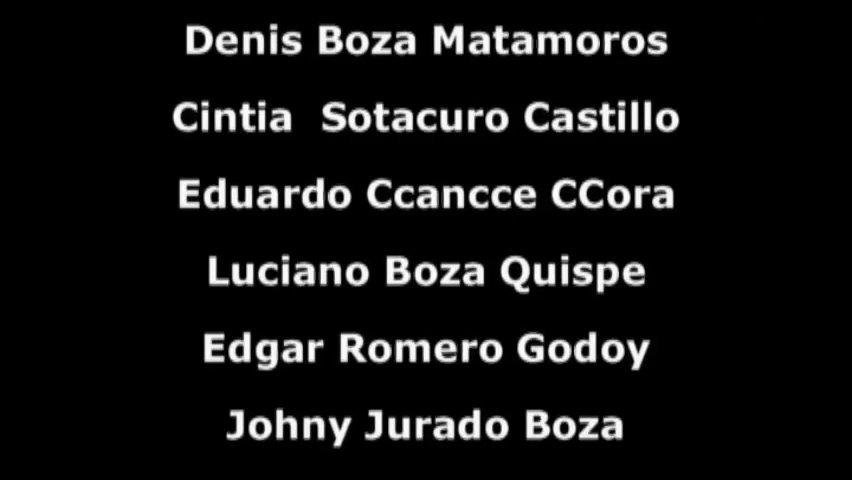 Denis Boza Matamoros
Cintia  Sotacuro Castillo
Eduardo Ccancce CCora
Luciano Boza Quispe
Edgar Romero Godoy
Johny Jurado Boza